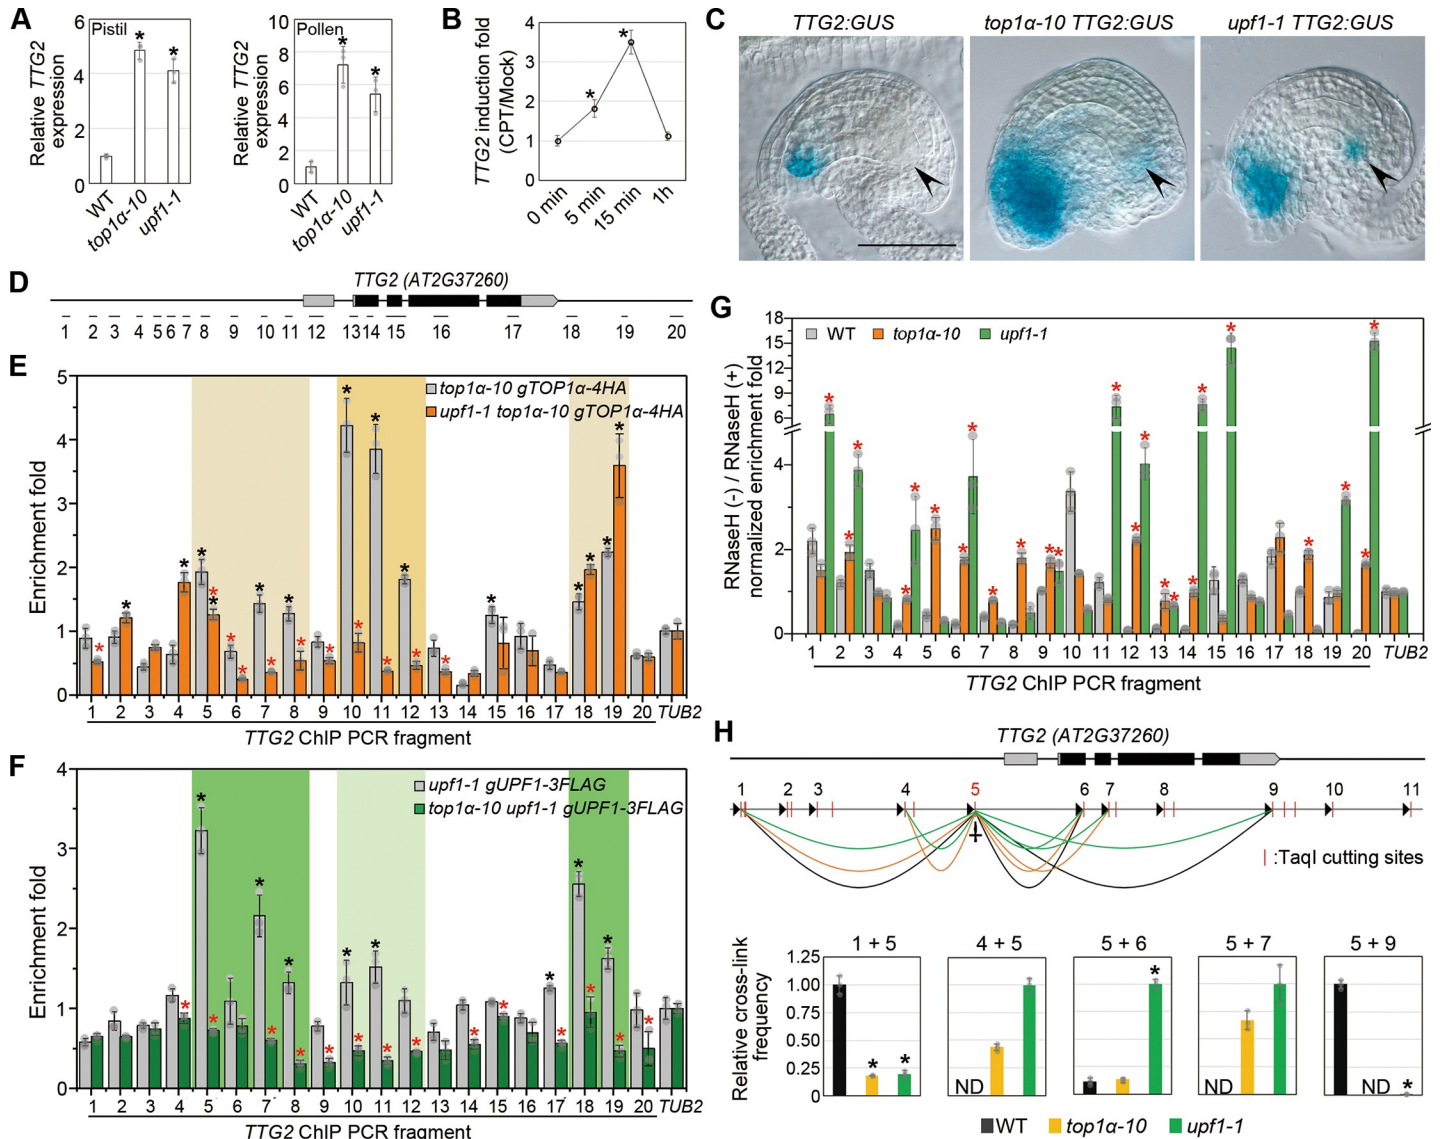 A
Pistil
Relative TTG2 expression
6
4
2
0
WT
top1α-10
upf1-1
*
*
Pollen
Relative TTG2 expression
10
8
6
4
2
0
WT
top1α-10
upf1-1
*
*
B
TTG2 induction fold (CPT/Mock)
4
3
2
1
0
0 min
5 min
15 min
1h
*
*
C
TTG2:GUS
top1α-10 TTG2:GUS
upf1-1 TTG2:GUS
D
TTG2 (AT2G37260)
1 2 3 4 5 6 7 8 9 10 11 12 13 14 15 16 17 18 19 20
E
Enrichment fold
5
4
3
2
1
0
top1α-10 gTOP1α-4HA
upf1-1 top1α-10 gTOP1α-4HA
1 2 3 4 5 6 7 8 9 10 11 12 13 14 15 16 17 18 19 20 TUB2
TTG2 ChIP PCR fragment
F
Enrichment fold
4
3
2
1
0
upf1-1 gUPF1-3FLAG
top1α-10 upf1-1 gUPF1-3FLAG
1 2 3 4 5 6 7 8 9 10 11 12 13 14 15 16 17 18 19 20 TUB2
TTG2 ChIP PCR fragment
G
RNaseH (-) / RNaseH (+)
normalized enrichment fold
18
15
12
9
6
4
2
0
WT top1α-10 upf1-1
1 2 3 4 5 6 7 8 9 10 11 12 13 14 15 16 17 18 19 20 TUB2
TTG2 ChIP PCR fragment
H
TTG2 (AT2G37260)
1 2 3 4 5 6 7 8 9 10 11
| :TaqI cutting sites
Relative cross-link frequency
1.25
1.00
0.75
0.50
0.25
0
1 + 5
* *
4 + 5
ND
5 + 6
*
5 + 7
ND
5 + 9
ND *
WT top1α-10 upf1-1